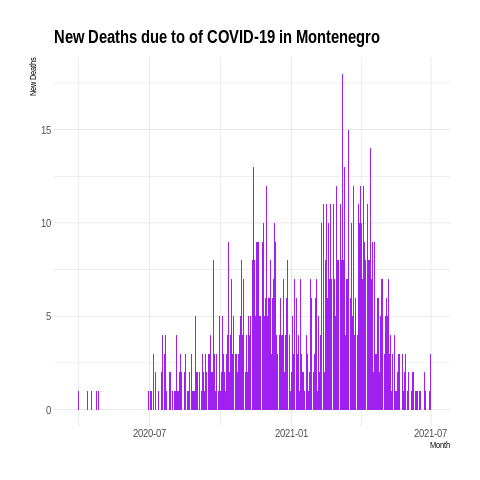 New Deaths due to of COVID-19 in Montenegro
New Deaths
15
10
5
0
2020-07
2021-01
2021-07
Month